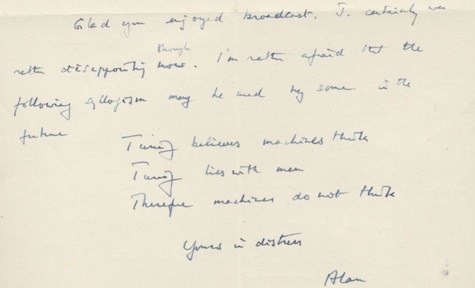 Glad you enjoyed broadcast. J. certainly was
rather disappointing though now. I'm rather afraid that the
following syllogism may be used by some in the
future
Turing believes machines think
Turing lies with men
Therefore machines do not think
Yours in distress
Alan